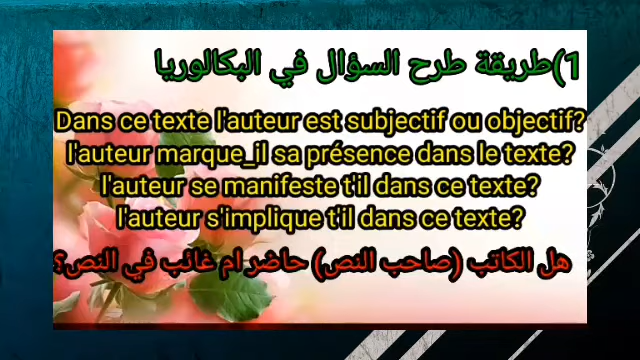 1)طريقة طرح السؤال في البكالوريا
Dans ce texte l'auteur est subjectif ou objectif?
l'auteur marque_il sa présence dans le texte?
l'auteur se manifeste t'il dans ce texte?
l'auteur s'implique t'il dans ce texte?
هل الكاتب (صاحب النص) حاضر ام غائب في النص؟